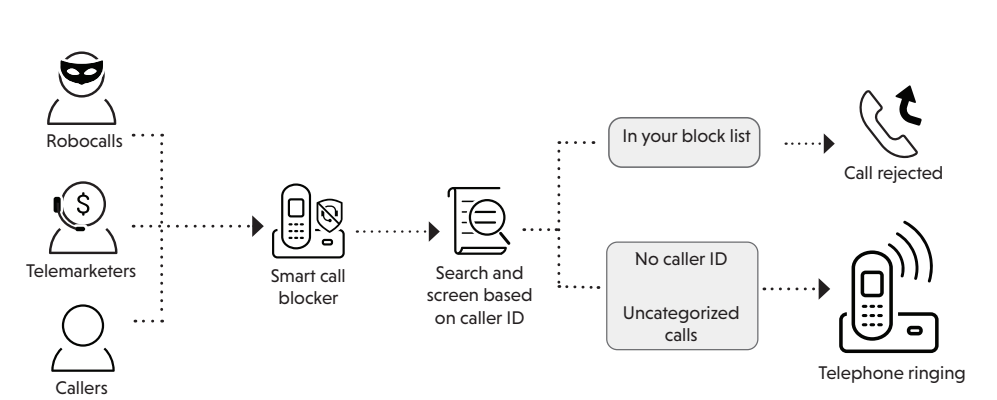 Robocalls
Telemarketers
Callers
Smart call
blocker
Search and
screen based
on caller ID
In your block list
No caller ID
Uncategorized
calls
Call rejected
Telephone ringing
$